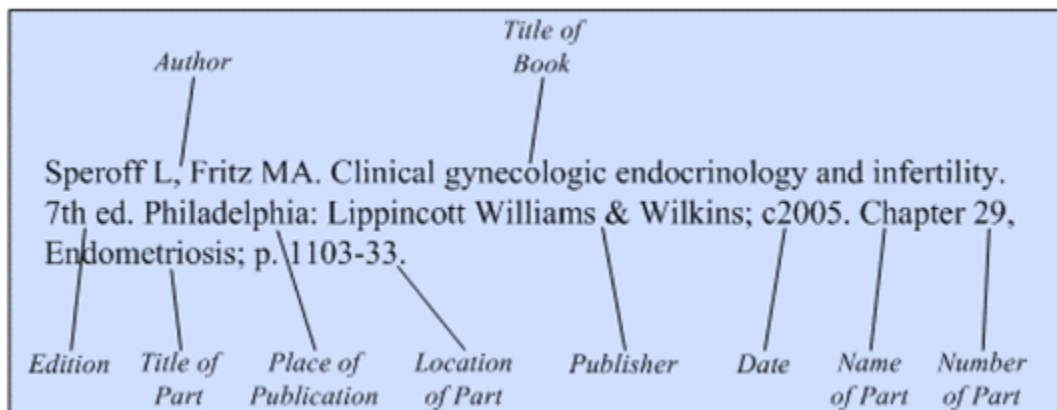 Title of
Author Book
Speroff L, Fritz MA. Clinical gynecologic endocrinology and infertility.
7th ed. Philadelphia: Lippincott Williams & Wilkins; c2005. Chapter 29,
Endometriosis; p. 1103-33.
Edition Title of Place of Location Publisher Date Name Number
Part Publication of Part of Part of Part